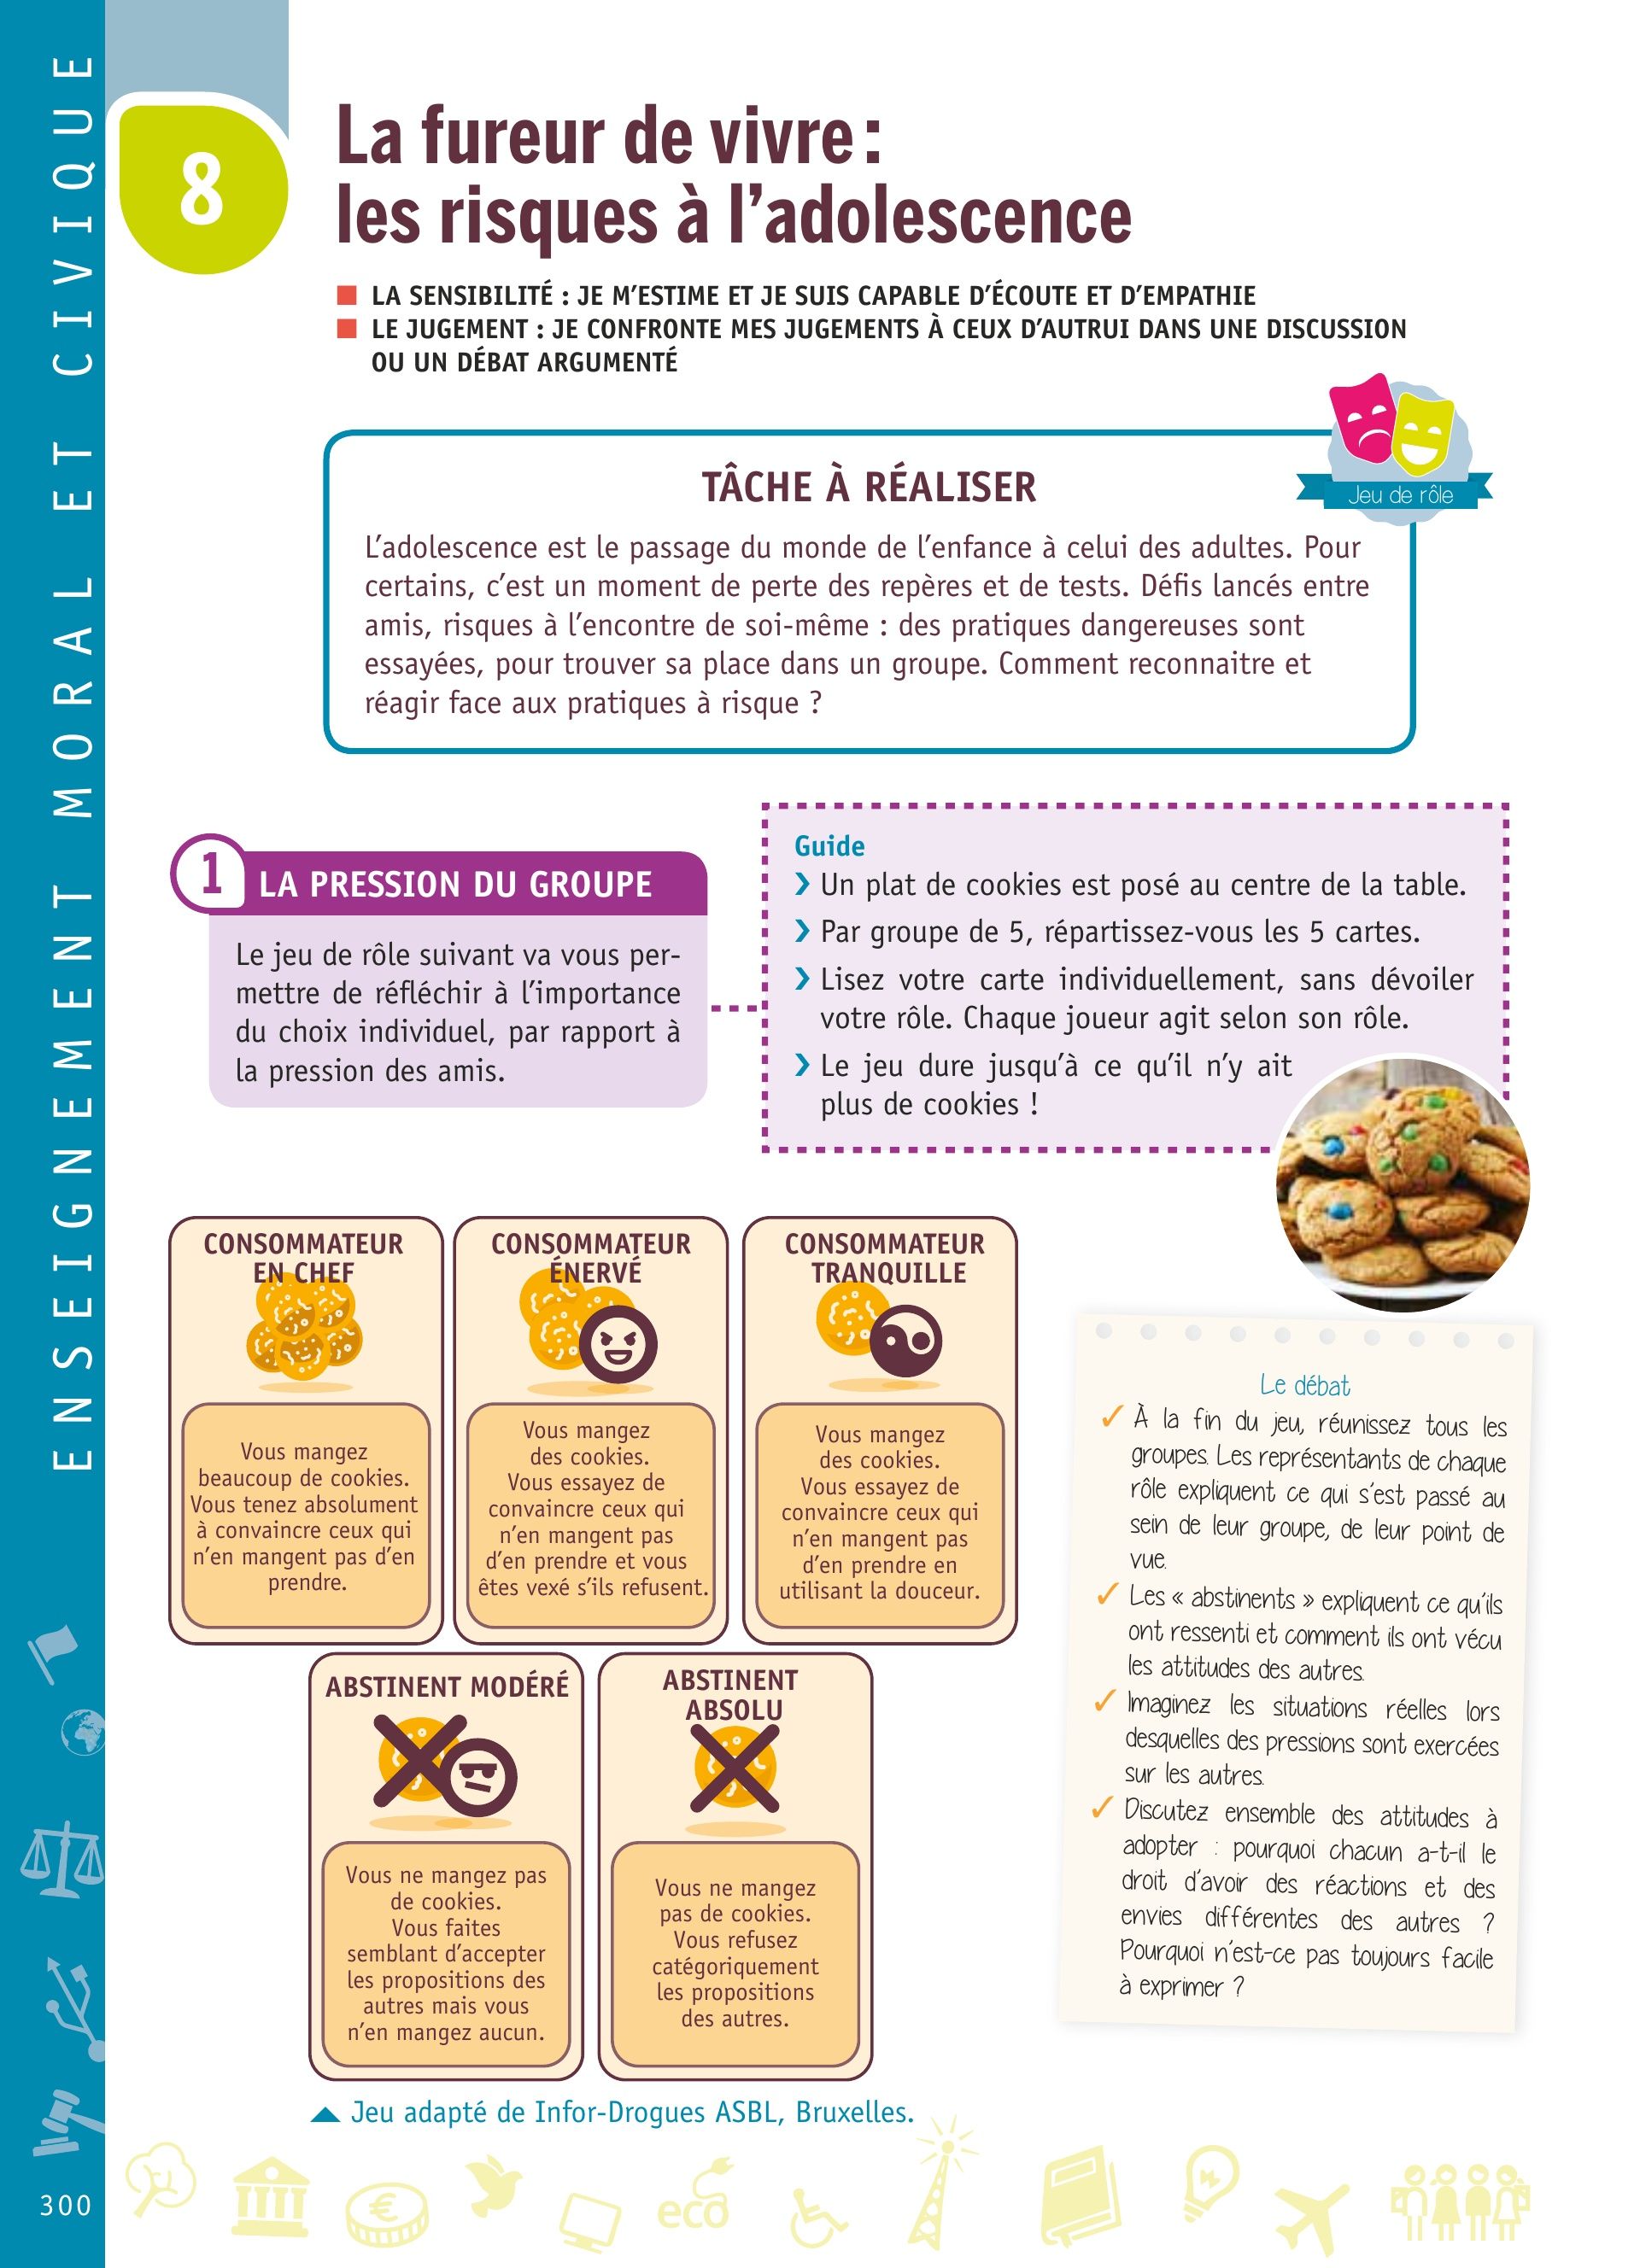 ENSEIGNEMENT MORAL ET CIVIQUE
8
La fureur de vivre :
les risques à l'adolescence
LA SENSIBILITÉ : JE M'ESTIME ET JE SUIS CAPABLE D'ÉCOUTE ET D'EMPATHIE
LE JUGEMENT : JE CONFRONTE MES JUGEMENTS À CEUX D'AUTRUI DANS UNE DISCUSSION
OU UN DÉBAT ARGUMENTÉ
Jeu de rôle
TÂCHE À RÉALISER
L'adolescence est le passage du monde de l'enfance à celui des adultes. Pour
certains, c'est un moment de perte des repères et de tests. Défis lancés entre
amis, risques à l'encontre de soi-même : des pratiques dangereuses sont
essayées, pour trouver sa place dans un groupe. Comment reconnaitre et
réagir face aux pratiques à risque ?
1
LA PRESSION DU GROUPE
Le jeu de rôle suivant va vous per-
mettre de réfléchir à l'importance
du choix individuel, par rapport à
la pression des amis.
Guide
› Un plat de cookies est posé au centre de la table.
› Par groupe de 5, répartissez-vous les 5 cartes.
› Lisez votre carte individuellement, sans dévoiler
votre rôle. Chaque joueur agit selon son rôle.
› Le jeu dure jusqu'à ce qu'il n'y ait
plus de cookies !
CONSOMMATEUR
EN CHEF
Vous mangez
beaucoup de cookies.
Vous tenez absolument
à convaincre ceux qui
n'en mangent pas d'en
prendre.
CONSOMMATEUR
ÉNERVÉ
Vous mangez
des cookies.
Vous essayez de
convaincre ceux qui
n'en mangent pas
d'en prendre et vous
êtes vexé s'ils refusent.
CONSOMMATEUR
TRANQUILLE
Vous mangez
des cookies.
Vous essayez de
convaincre ceux qui
n'en mangent pas
d'en prendre en
utilisant la douceur.
ABSTINENT MODÉRÉ
Vous ne mangez pas
de cookies.
Vous faites
semblant d'accepter
les propositions des
autres mais vous
n'en mangez aucun.
ABSTINENT
ABSOLU
Vous ne mangez
pas de cookies.
Vous refusez
catégoriquement
les propositions
des autres.
Jeu adapté de Infor-Drogues ASBL, Bruxelles.
Le débat
✓ À la fin du jeu, réunissez tous les
groupes. Les représentants de chaque
rôle expliquent ce qui s'est passé au
sein de leur groupe, de leur point de
vue.
✓ Les « abstinents » expliquent ce qu'ils
ont ressenti et comment ils ont vécu
les attitudes des autres.
✓ Imaginez les situations réelles lors
desquelles des pressions sont exercées
sur les autres.
✓ Discutez ensemble des attitudes à
adopter : pourquoi chacun a-t-il le
droit d'avoir des réactions et des
envies différentes des autres ?
Pourquoi n'est-ce pas toujours facile
à exprimer ?
300
€
eco